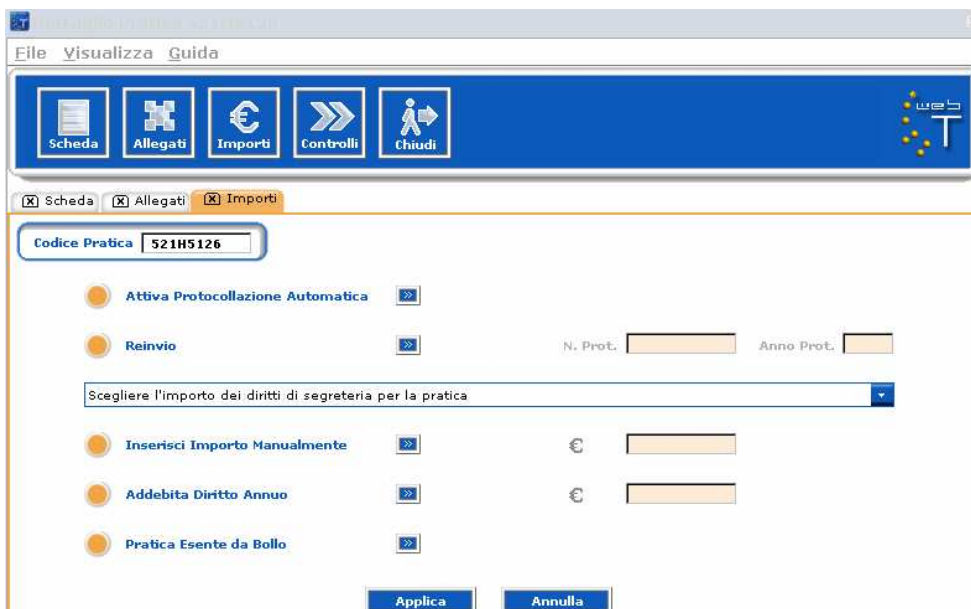 File Visualizza Guida
Scheda Allegati Importi Controlli Chiudi
web T
Scheda Allegati Importi
Codice Pratica 521H5126
Attiva Protocollazione Automatica
Reinvio N. Prot. Anno Prot.
Scegliere l'importo dei diritti di segreteria per la pratica
Inserisci Importo Manualmente €
Addebita Diritto Annuo €
Pratica Esente da Bollo
Applica Annulla